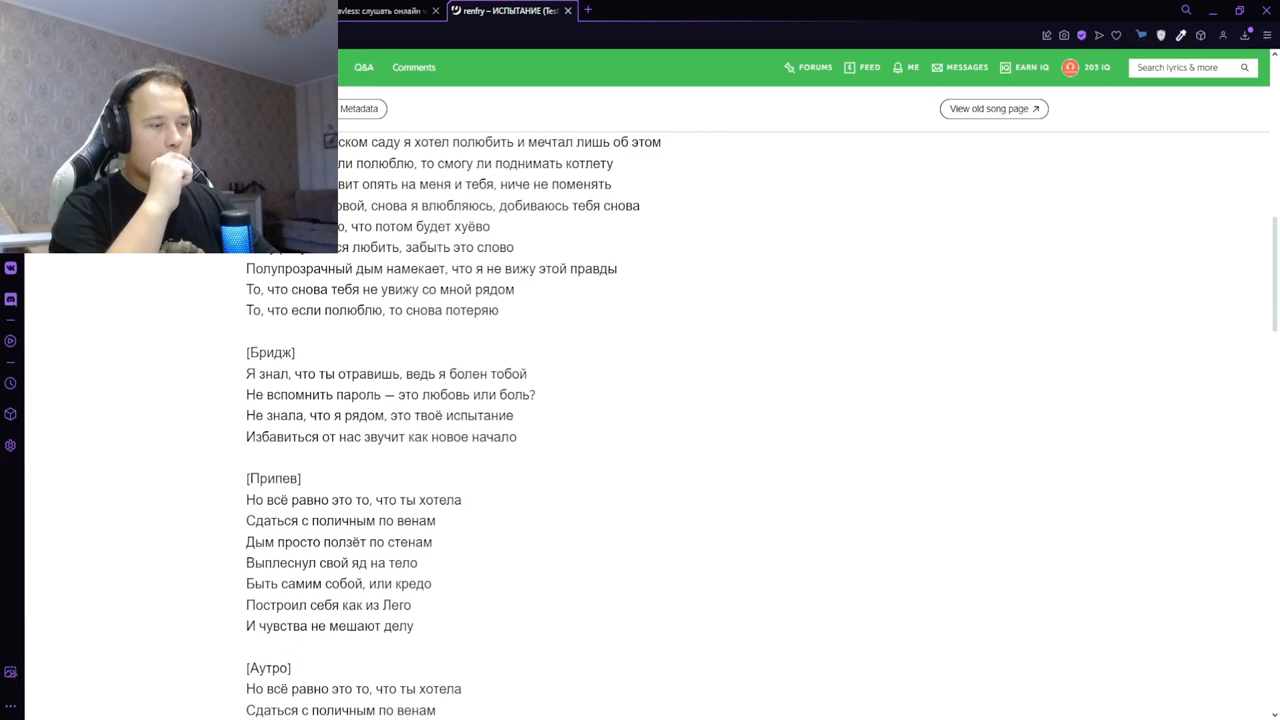 avless: слушать онлайн
renfry – ИСПЫТАНИЕ (Tes
Q&A
Comments
FORUMS
FEED
ME
MESSAGES
EARN IQ
203 IQ
Search lyrics & more
Metadata
View old song page
ском саду я хотел полюбить и мечтал лишь об этом
ли полюблю, то смогу ли поднимать котлету
вит опять на меня и тебя, ниче не поменять
овой, снова я влюбляюсь, добиваюсь тебя снова
о, что потом будет хуёво
ся любить, забыть это слово
Полупрозрачный дым намекает, что я не вижу этой правды
То, что снова тебя не увижу со мной рядом
То, что если полюблю, то снова потеряю
[Бридж]
Я знал, что ты отравишь, ведь я болен тобой
Не вспомнить пароль — это любовь или боль?
Не знала, что я рядом, это твоё испытание
Избавиться от нас звучит как новое начало
[Припев]
Но всё равно это то, что ты хотела
Сдаться с поличным по венам
Дым просто ползёт по стенам
Выплеснул свой яд на тело
Быть самим собой, или кредо
Построил себя как из Лего
И чувства не мешают делу
[Аутро]
Но всё равно это то, что ты хотела
Сдаться с поличным по венам